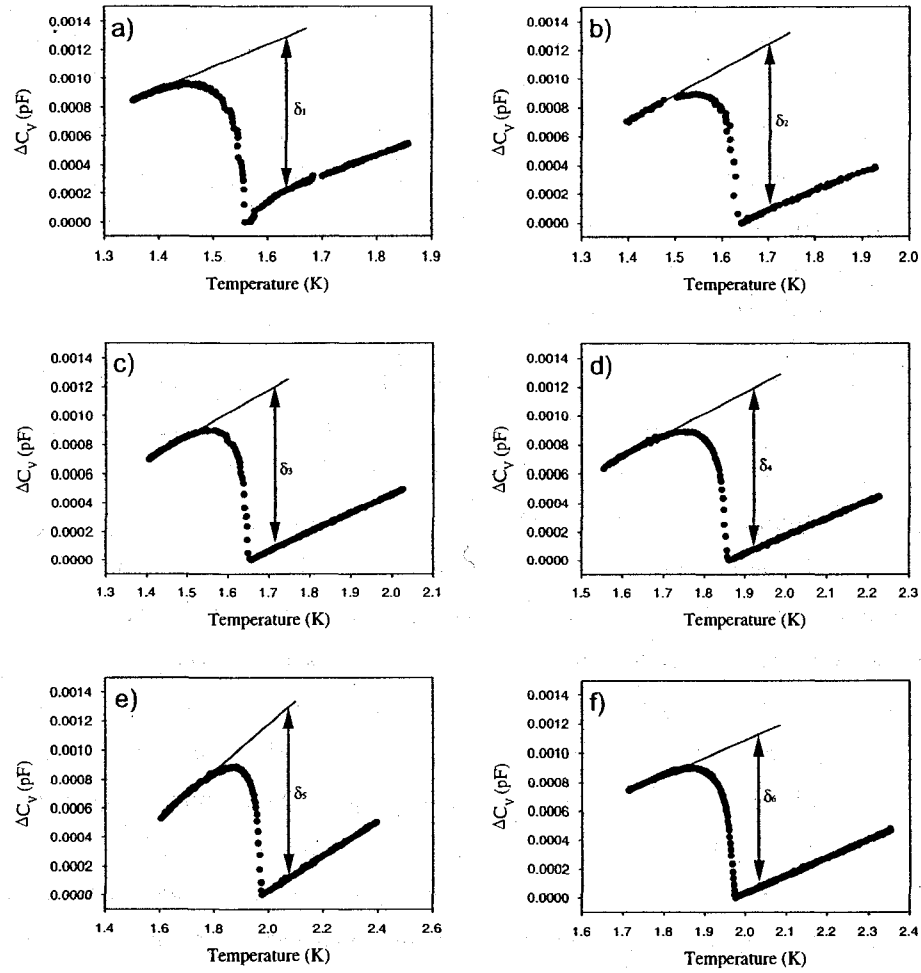 a)
0.0014
0.0012
0.0010
0.0008
0.0006
0.0004
0.0002
0.0000
ΔC_V (pF)
δ₁
1.3 1.4 1.5 1.6 1.7 1.8 1.9
Temperature (K)
b)
0.0014
0.0012
0.0010
0.0008
0.0006
0.0004
0.0002
0.0000
ΔC_V (pF)
δ₂
1.3 1.4 1.5 1.6 1.7 1.8 1.9 2.0
Temperature (K)
c)
0.0014
0.0012
0.0010
0.0008
0.0006
0.0004
0.0002
0.0000
ΔC_V (pF)
δ₃
1.3 1.4 1.5 1.6 1.7 1.8 1.9 2.0 2.1
Temperature (K)
d)
0.0014
0.0012
0.0010
0.0008
0.0006
0.0004
0.0002
0.0000
ΔC_V (pF)
δ₄
1.5 1.6 1.7 1.8 1.9 2.0 2.1 2.2 2.3
Temperature (K)
e)
0.0014
0.0012
0.0010
0.0008
0.0006
0.0004
0.0002
0.0000
ΔC_V (pF)
δ₅
1.4 1.6 1.8 2.0 2.2 2.4 2.6
Temperature (K)
f)
0.0014
0.0012
0.0010
0.0008
0.0006
0.0004
0.0002
0.0000
ΔC_V (pF)
δ₆
1.6 1.7 1.8 1.9 2.0 2.1 2.2 2.3 2.4
Temperature (K)